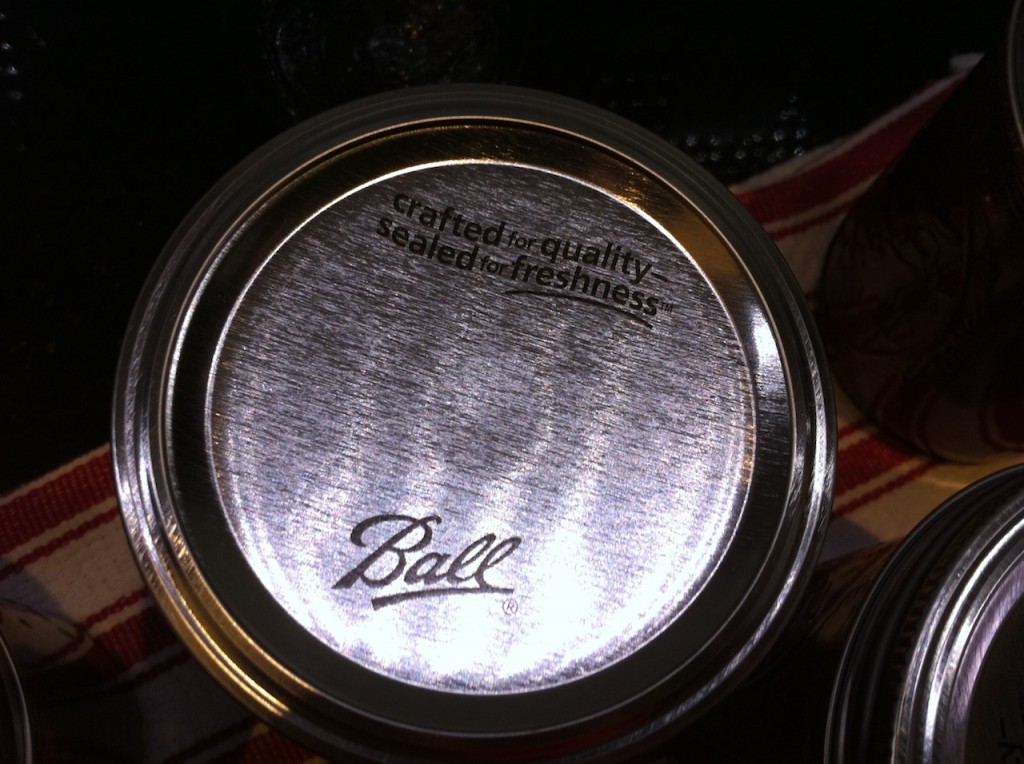 crafted for quality–
sealed for freshness™
Ball
®